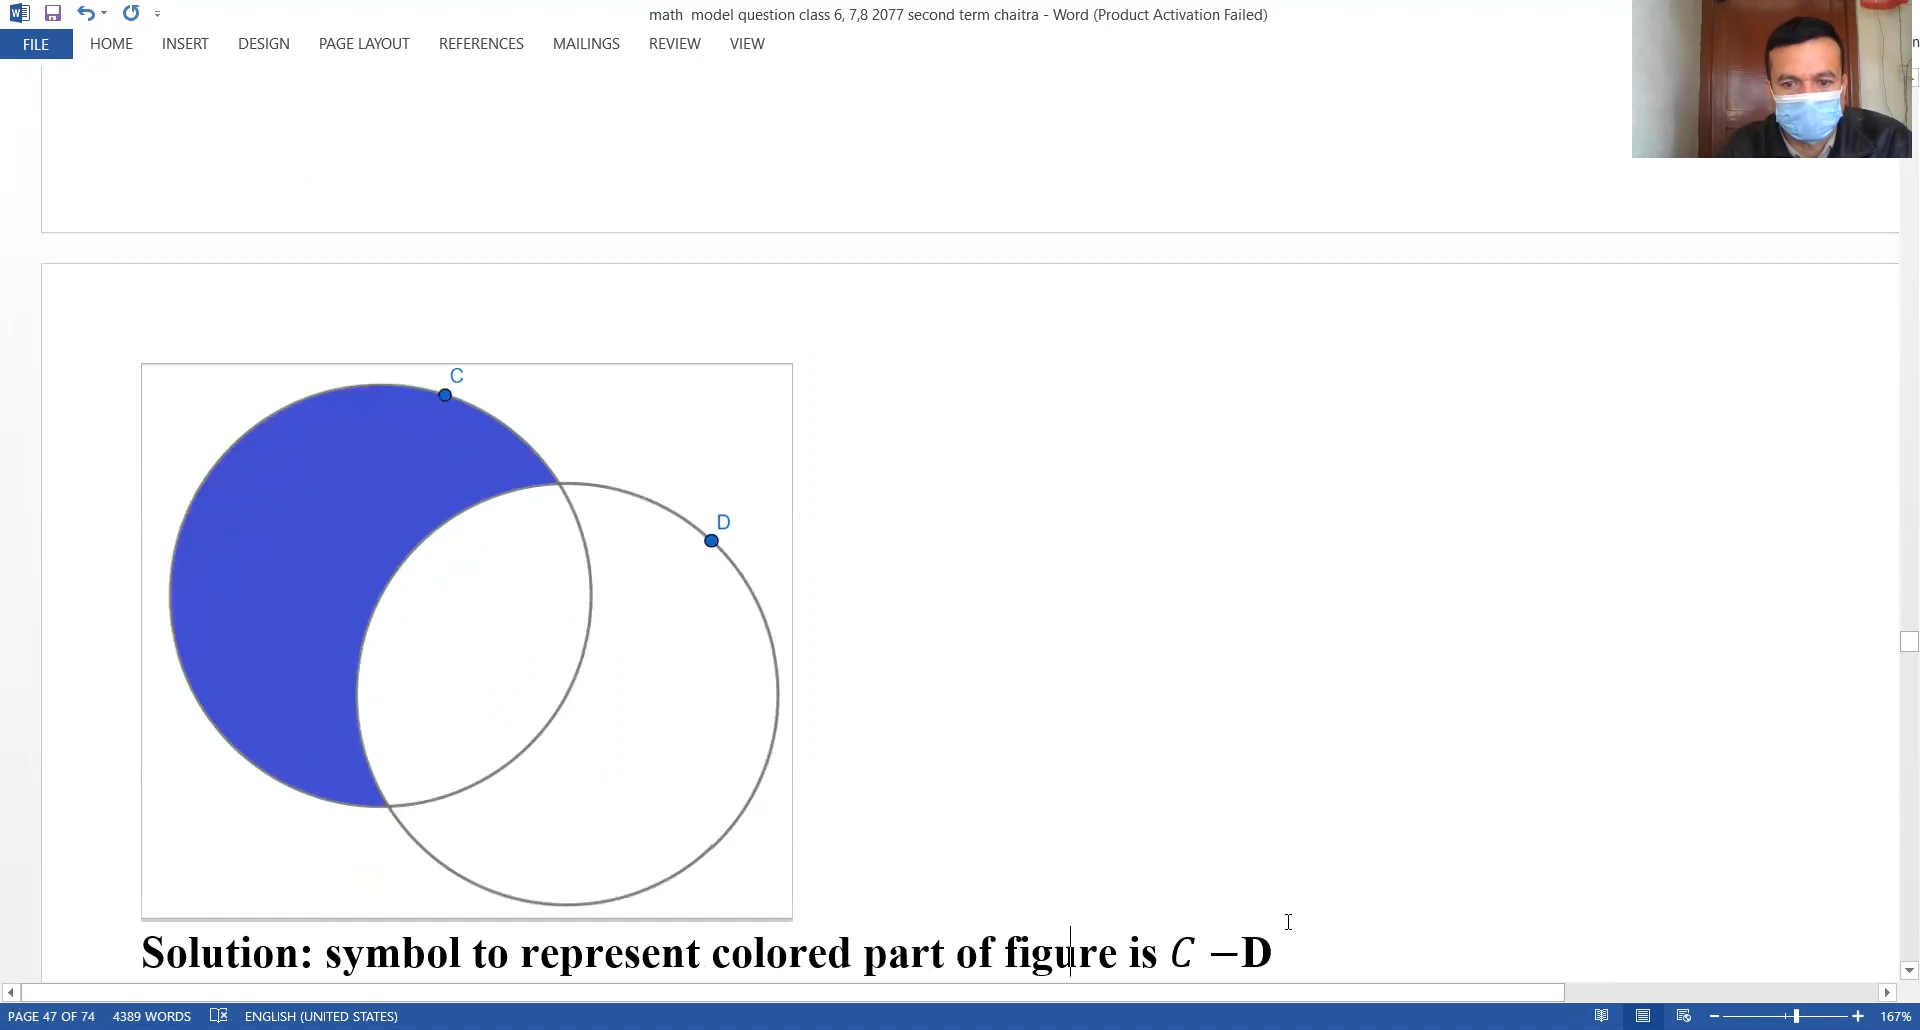 math model question class 6, 7,8 2077 second term chaitra - Word (Product Activation Failed)
FILE HOME INSERT DESIGN PAGE LAYOUT REFERENCES MAILINGS REVIEW VIEW
C
D
Solution: symbol to represent colored part of figure is C −D
PAGE 47 OF 74 4389 WORDS ENGLISH (UNITED STATES) 167%